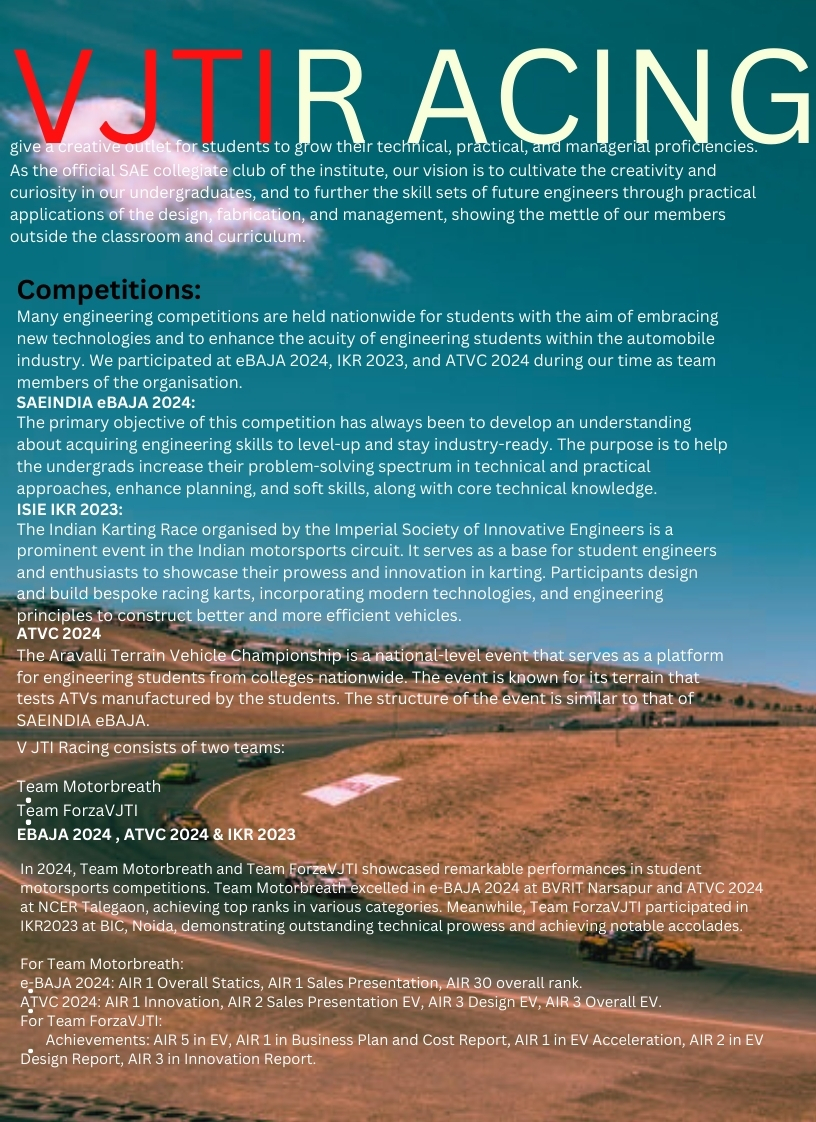 VJTIR ACING
give a creative outlet for students to grow their technical, practical, and managerial proficiencies.
As the official SAE collegiate club of the institute, our vision is to cultivate the creativity and
curiosity in our undergraduates, and to further the skill sets of future engineers through practical
applications of the design, fabrication, and management, showing the mettle of our members
outside the classroom and curriculum.
Competitions:
Many engineering competitions are held nationwide for students with the aim of embracing
new technologies and to enhance the acuity of engineering students within the automobile
industry. We participated at eBAJA 2024, IKR 2023, and ATVC 2024 during our time as team
members of the organisation.
SAEINDIA eBAJA 2024:
The primary objective of this competition has always been to develop an understanding
about acquiring engineering skills to level-up and stay industry-ready. The purpose is to help
the undergrads increase their problem-solving spectrum in technical and practical
approaches, enhance planning, and soft skills, along with core technical knowledge.
ISIE IKR 2023:
The Indian Karting Race organised by the Imperial Society of Innovative Engineers is a
prominent event in the Indian motorsports circuit. It serves as a base for student engineers
and enthusiasts to showcase their prowess and innovation in karting. Participants design
and build bespoke racing karts, incorporating modern technologies, and engineering
principles to construct better and more efficient vehicles.
ATVC 2024
The Aravalli Terrain Vehicle Championship is a national-level event that serves as a platform
for engineering students from colleges nationwide. The event is known for its terrain that
tests ATVs manufactured by the students. The structure of the event is similar to that of
SAEINDIA eBAJA.
V JTI Racing consists of two teams:
Team Motorbreath
Team ForzaVJTI
EBAJA 2024 , ATVC 2024 & IKR 2023
In 2024, Team Motorbreath and Team ForzaVJTI showcased remarkable performances in student
motorsports competitions. Team Motorbreath excelled in e-BAJA 2024 at BVRIT Narsapur and ATVC 2024
at NCER Talegaon, achieving top ranks in various categories. Meanwhile, Team ForzaVJTI participated in
IKR2023 at BIC, Noida, demonstrating outstanding technical prowess and achieving notable accolades.
For Team Motorbreath:
e-BAJA 2024: AIR 1 Overall Statics, AIR 1 Sales Presentation, AIR 30 overall rank.
ATVC 2024: AIR 1 Innovation, AIR 2 Sales Presentation EV, AIR 3 Design EV, AIR 3 Overall EV.
For Team ForzaVJTI:
Achievements: AIR 5 in EV, AIR 1 in Business Plan and Cost Report, AIR 1 in EV Acceleration, AIR 2 in EV
Design Report, AIR 3 in Innovation Report.